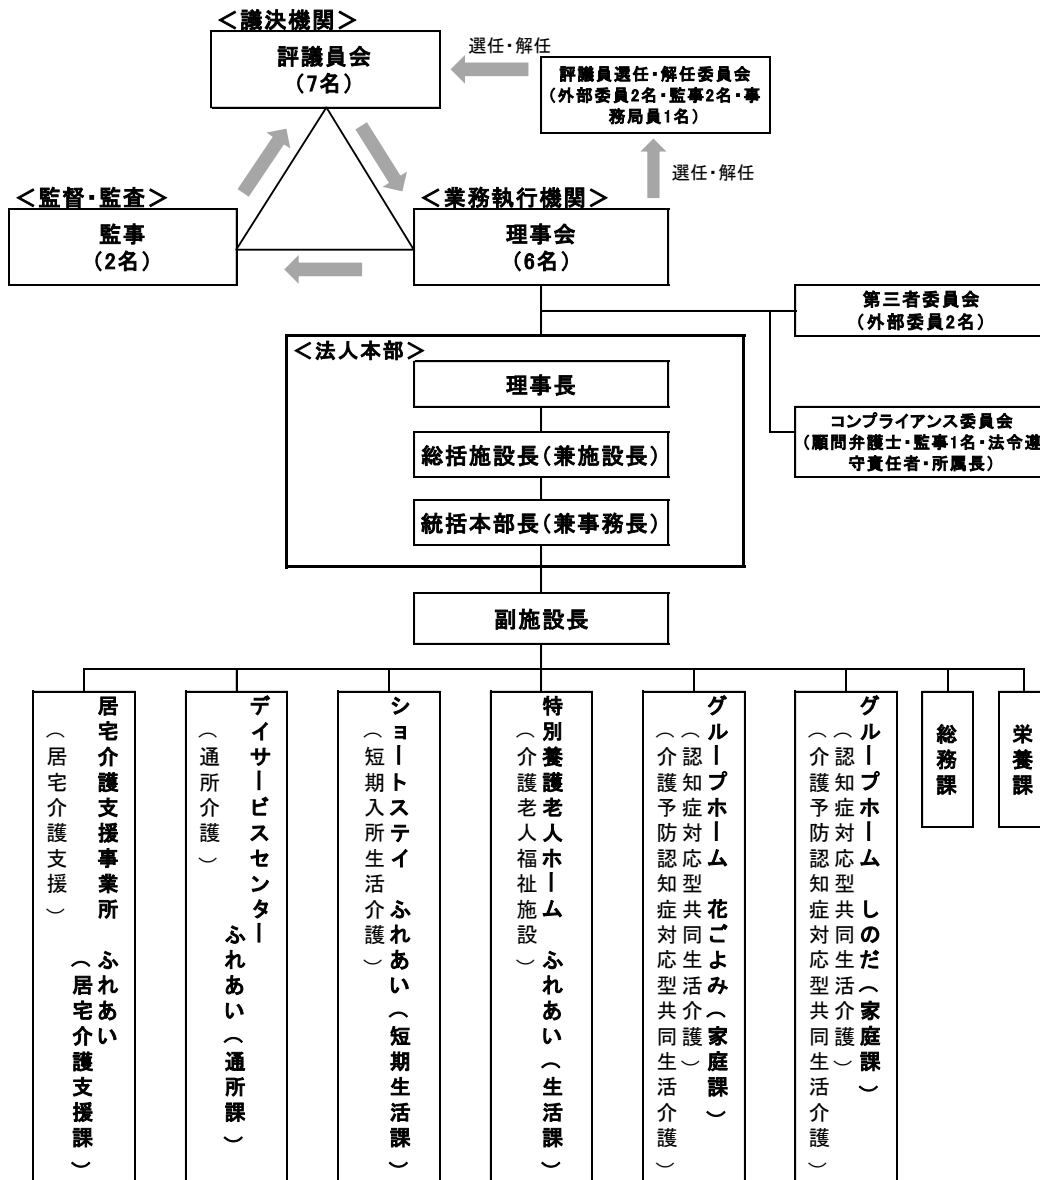 ＜議決機関＞
評議員会
（7名）
選任・解任
評議員選任・解任委員会
（外部委員2名・監事2名・事
務局員1名）
選任・解任
＜監督・監査＞
監事
（2名）
＜業務執行機関＞
理事会
（6名）
第三者委員会
（外部委員2名）
＜法人本部＞
理事長
コンプライアンス委員会
（顧問弁護士・監事1名・法令遵
守責任者・所属長）
総括施設長（兼施設長）
統括本部長（兼事務長）
副施設長
居宅介護支援事業所　ふれあい
（居宅介護支援課）
（居宅介護支援）
デイサービスセンター
ふれあい（通所課）
（通所介護）
ショートステイ　ふれあい（短期生活課）
（短期入所生活介護）
特別養護老人ホーム　ふれあい（生活課）
（介護老人福祉施設）
グループホーム　花ごよみ（家庭課）
（認知症対応型共同生活介護）
（介護予防認知症対応型共同生活介護）
グループホーム　しのだ（家庭課）
（認知症対応型共同生活介護）
（介護予防認知症対応型共同生活介護）
総務課
栄養課